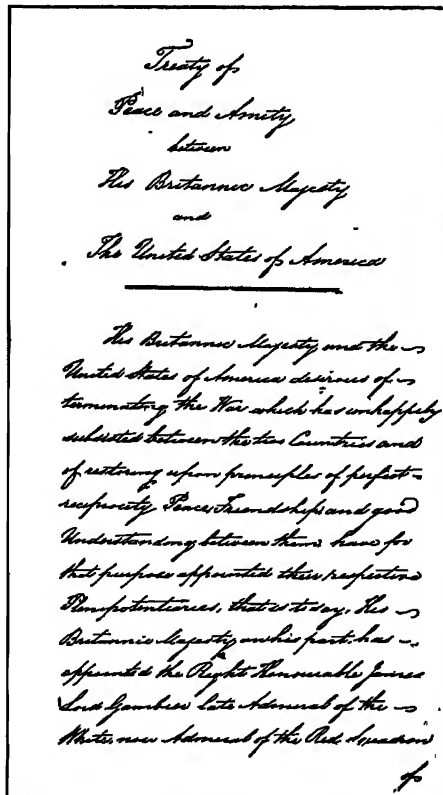 Treaty of
Peace and Amity
between
His Britannic Majesty
and
The United States of America
His Britannic Majesty and the
United States of America desirous of
terminating the War which has unhappily
subsisted between the two Countries and
of restoring upon principles of perfect
reciprocity Peace, Friendship, and good
Understanding between them, have for
that purpose appointed their respective
Plenipotentiaries, that is to say, His
Britannic Majesty on his part has
appointed the Right Honourable James
Lord Gambier late Admiral of the
White, now Admiral of the Red Squadron
of